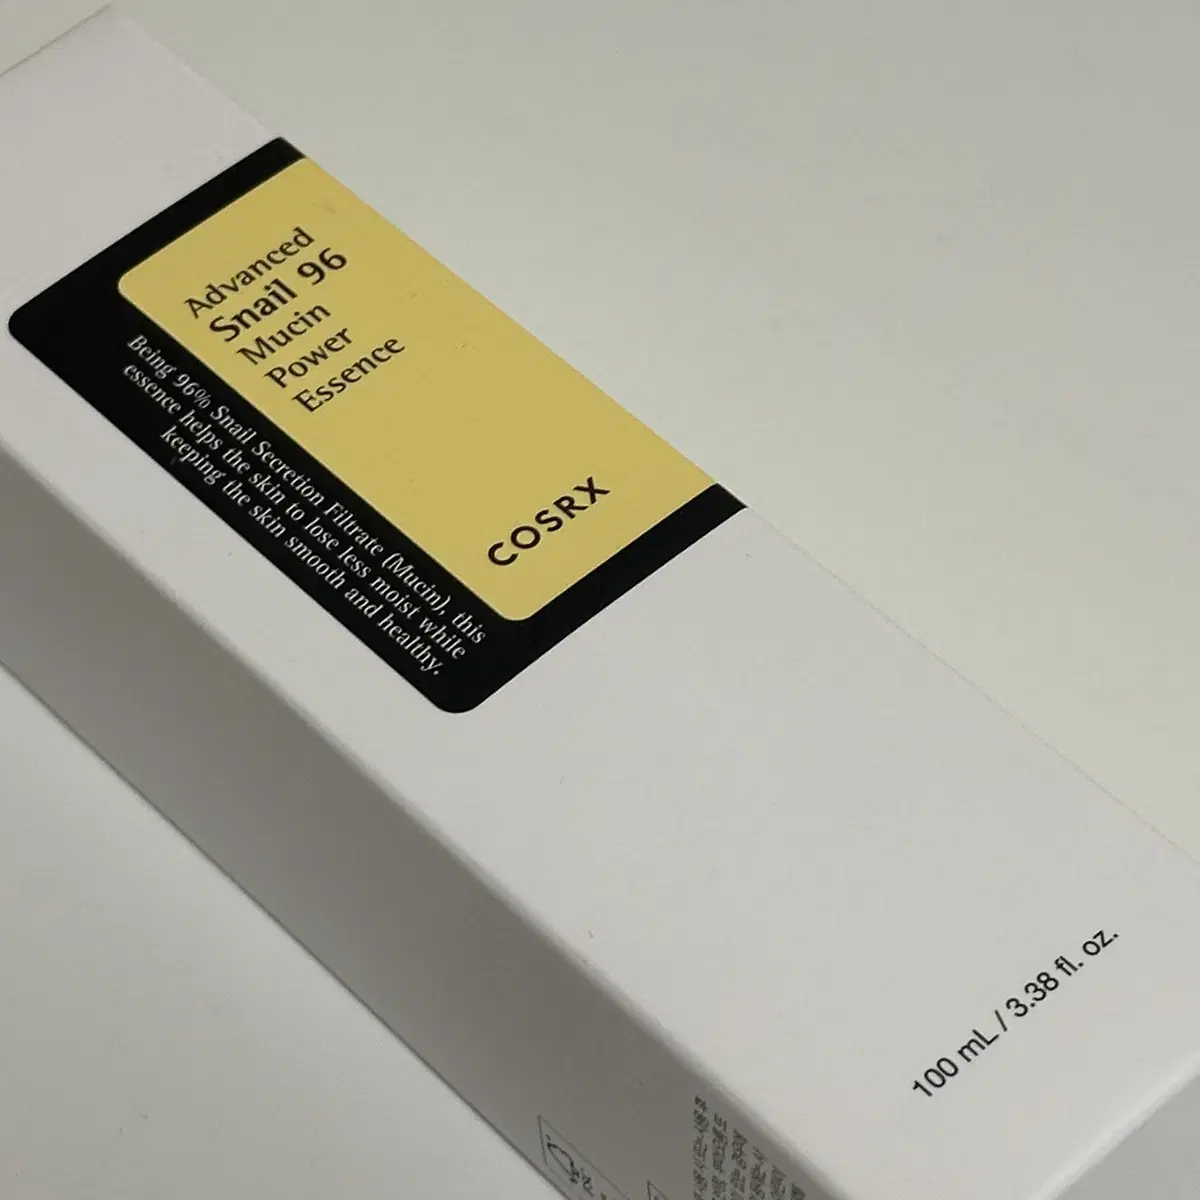 Advanced
Snail 96
Mucin
Power
Essence
COSRX
Being 96% Snail Secretion Filtrate (Mucin), this
essence helps the skin to lose less moist while
keeping the skin smooth and healthy.
100 mL / 3.38 fl. oz.